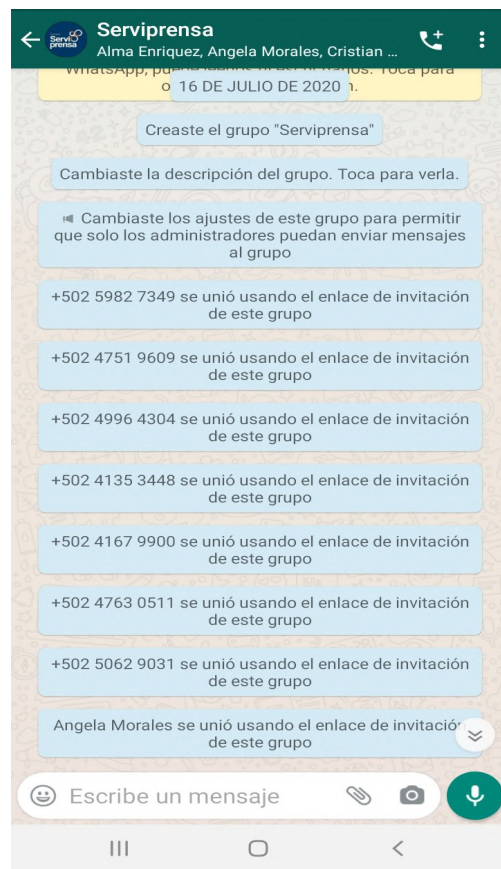 Serviprensa
Servi
prensa
Alma Enriquez, Angela Morales, Cristian ...
WhatsApp,
Toca para
16 DE JULIO DE 2020
Creaste el grupo "Serviprensa"
Cambiaste la descripción del grupo. Toca para verla.
Cambiaste los ajustes de este grupo para permitir
que solo los administradores puedan enviar mensajes
al grupo
+502 5982 7349 se unió usando el enlace de invitación
de este grupo
+502 4751 9609 se unió usando el enlace de invitación
de este grupo
+502 4996 4304 se unió usando el enlace de invitación
de este grupo
+502 4135 3448 se unió usando el enlace de invitación
de este grupo
+502 4167 9900 se unió usando el enlace de invitación
de este grupo
+502 4763 0511 se unió usando el enlace de invitación
de este grupo
+502 5062 9031 se unió usando el enlace de invitación
de este grupo
Angela Morales se unió usando el enlace de invitación
de este grupo
Escribe un mensaje